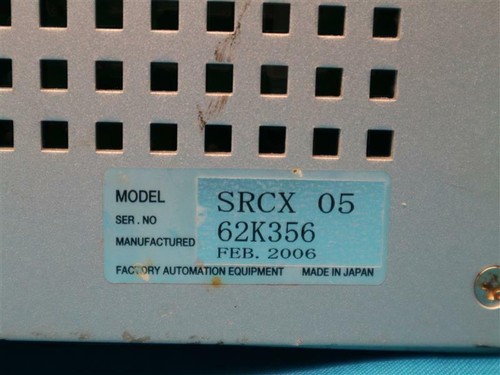 MODEL SRCX 05
SER. NO 62K356
MANUFACTURED FEB. 2006
FACTORY AUTOMATION EQUIPMENT MADE IN JAPAN